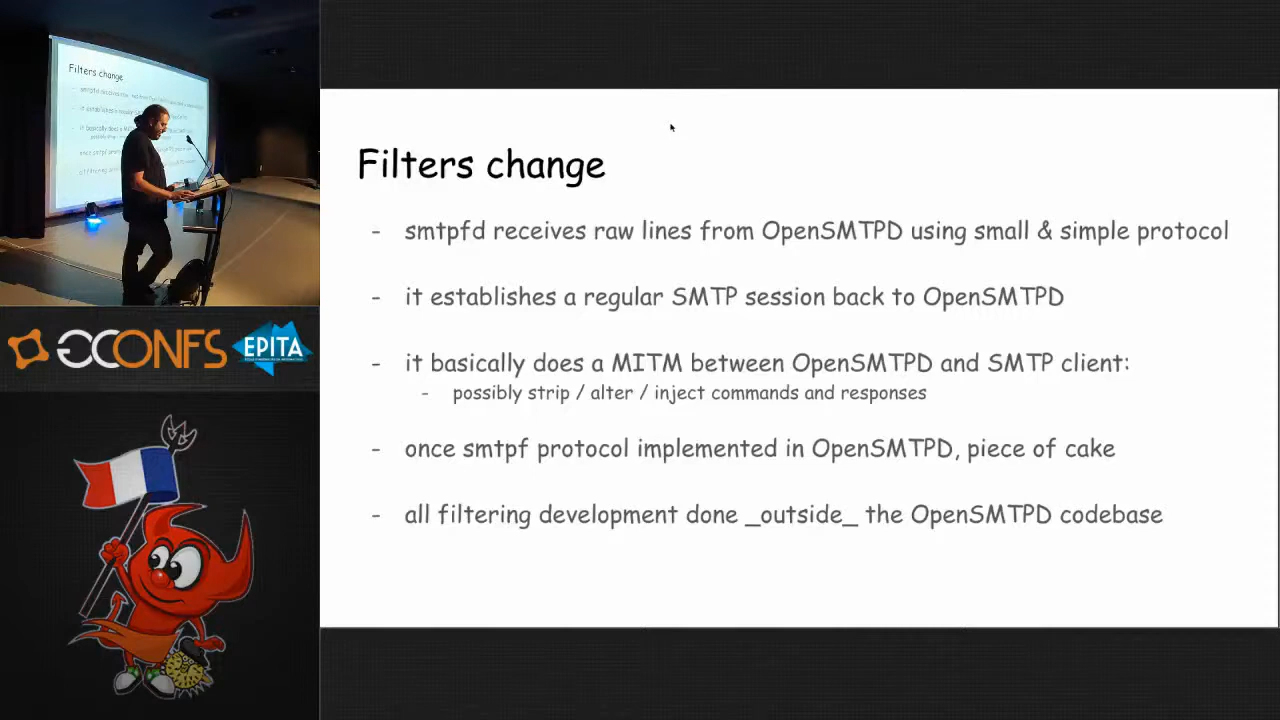 Filters change
- smtpfd receives raw lines from OpenSMTPD using small & simple protocol
- it establishes a regular SMTP session back to OpenSMTPD
- it basically does a MITM between OpenSMTPD and SMTP client:
- possibly strip / alter / inject commands and responses
- once smtpf protocol implemented in OpenSMTPD, piece of cake
- all filtering development done _outside_ the OpenSMTPD codebase
Filters change
GCONFS
EPITA